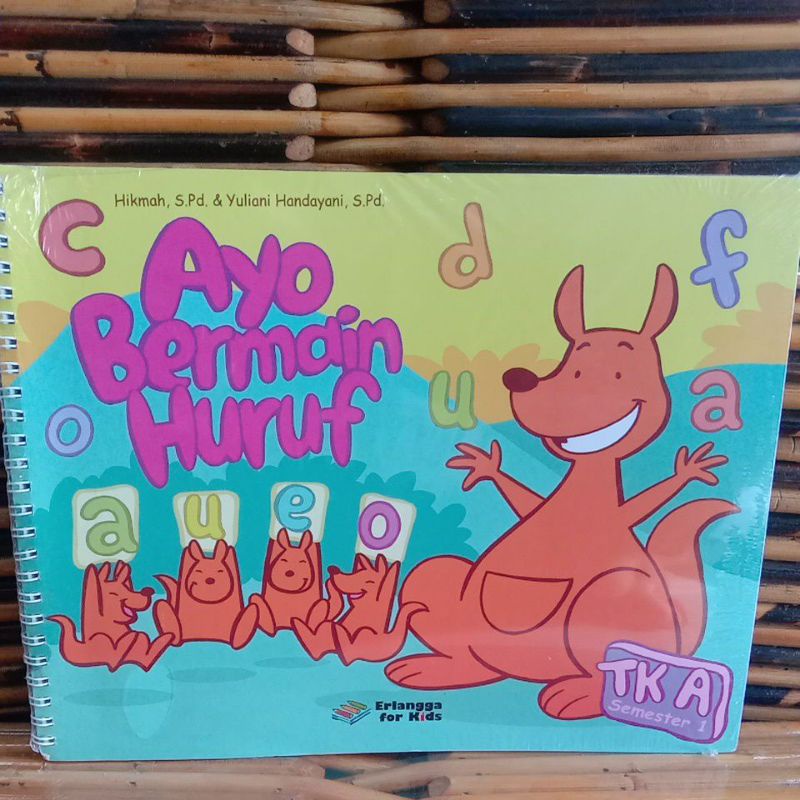 Hikmah, S.Pd. & Yuliani Handayani, S.Pd.
c
d
f
Ayo
Bermain
Huruf
o
u
a
a u e o
TK A
Semester 1
Erlangga
for Kids